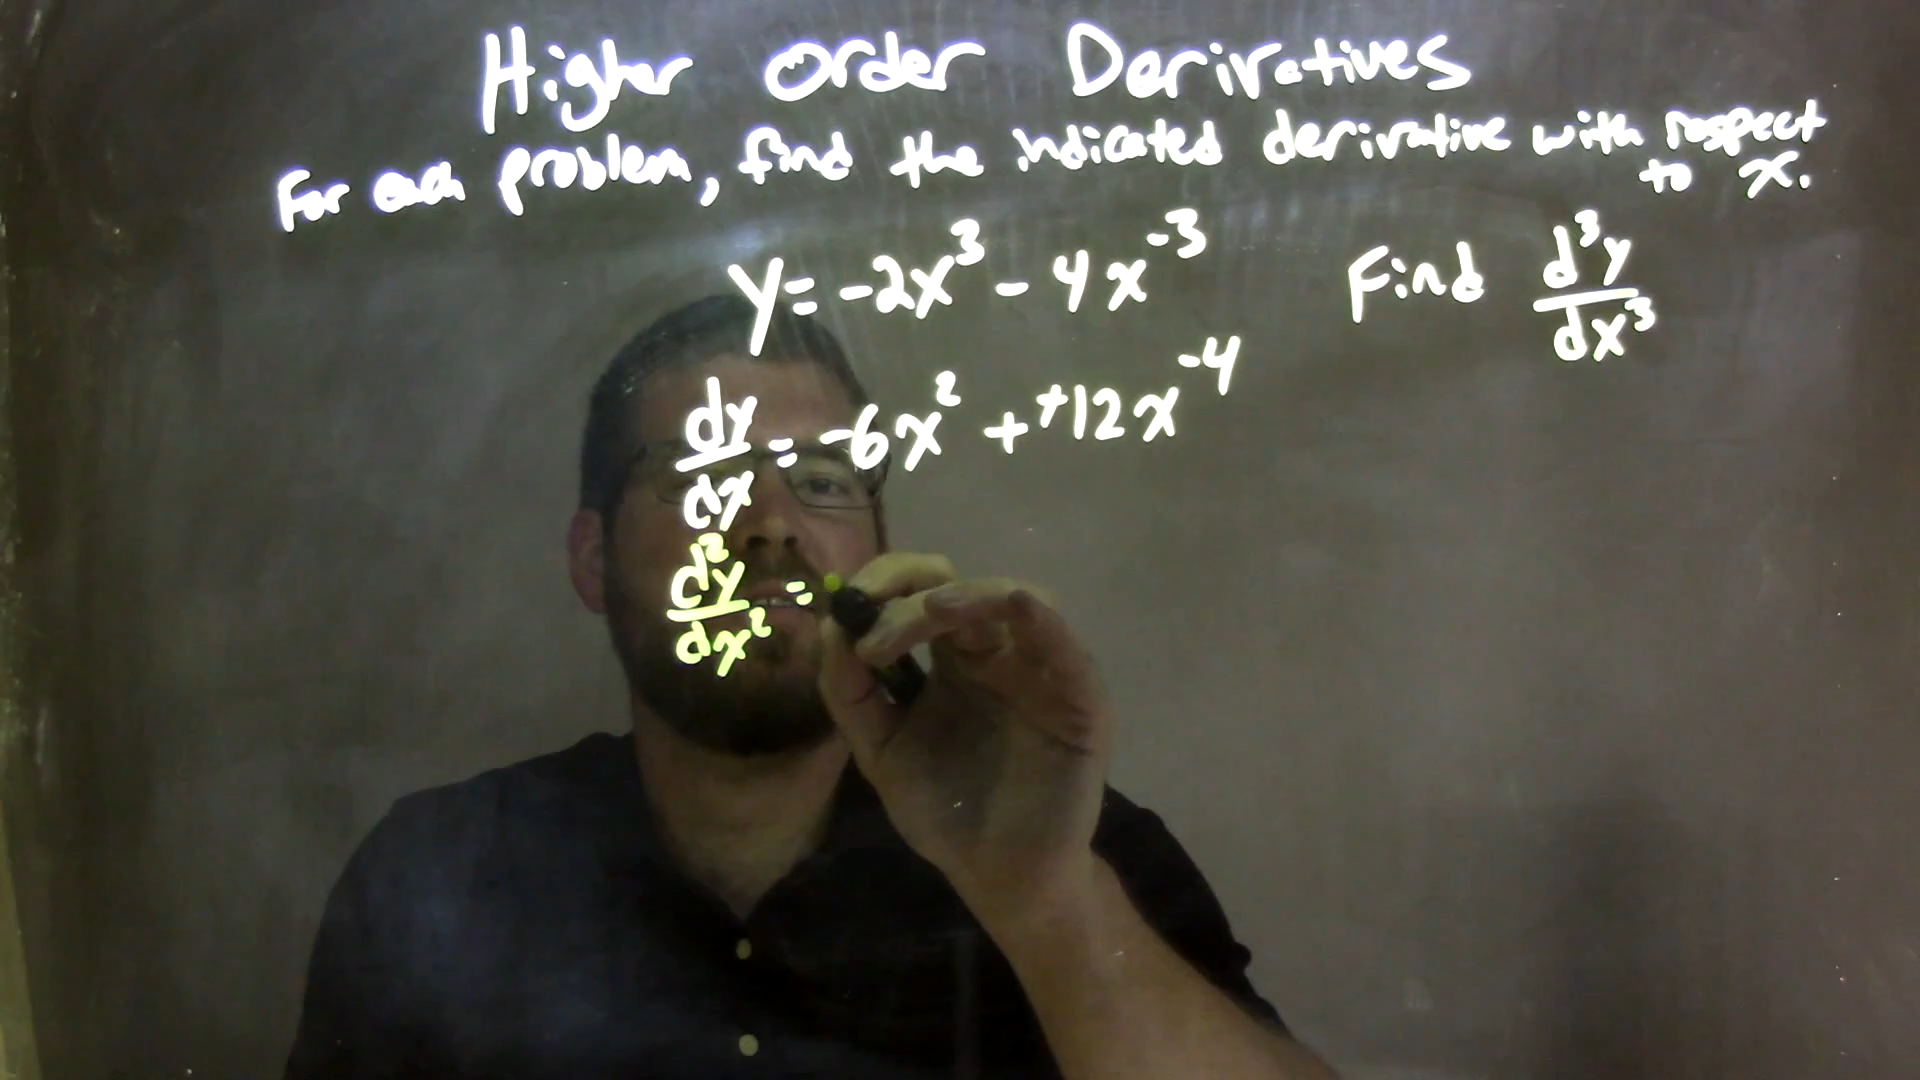 Higher Order Derivatives
For each problem, find the indicated derivative with respect
to x.
y = -2x³ - 4x⁻³ Find d³y/dx³
dy/dx = -6x² + +12x⁻⁴
d²y/dx² =